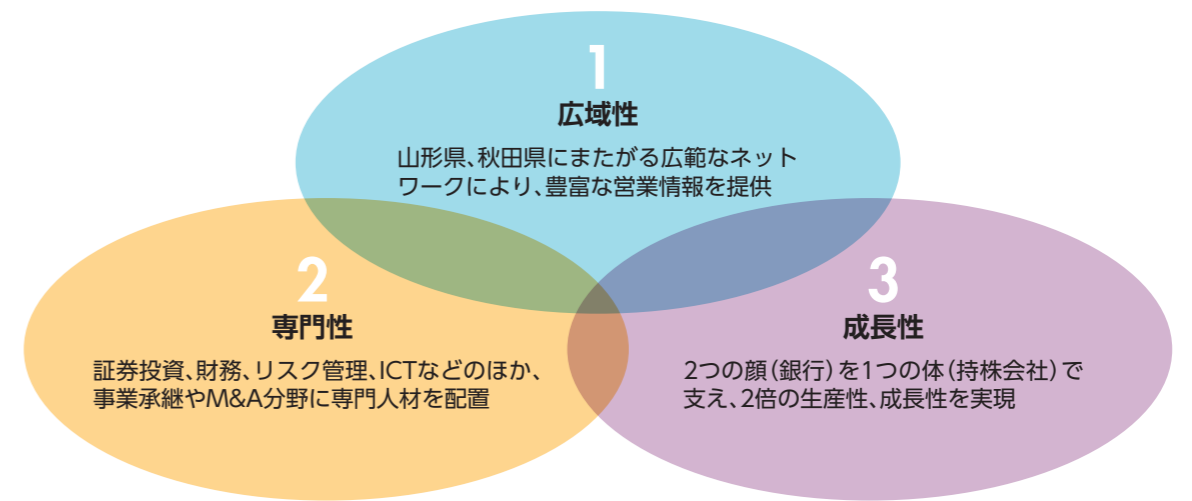 1
広域性
山形県、秋田県にまたがる広範なネット
ワークにより、豊富な営業情報を提供
2
専門性
証券投資、財務、リスク管理、ICTなどのほか、
事業承継やM&A分野に専門人材を配置
3
成長性
2つの顔（銀行）を1つの体（持株会社）で
支え、2倍の生産性、成長性を実現